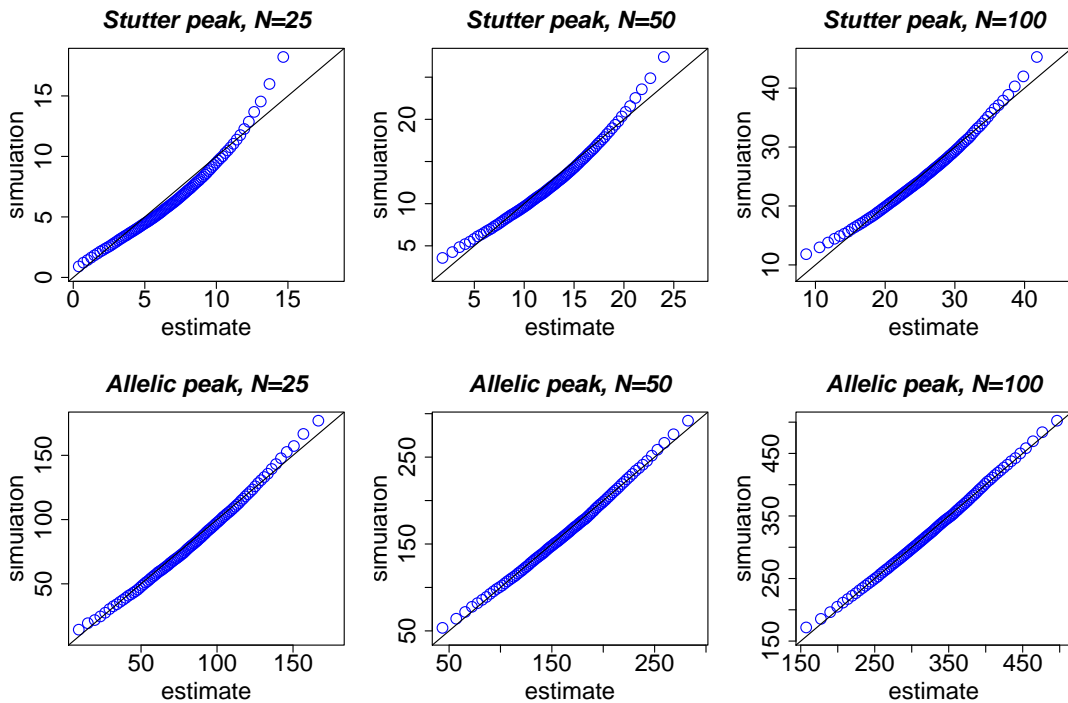 Stutter peak, N=25
simulation
0 5 10 15
0 5 10 15
estimate
Stutter peak, N=50
simulation
5 10 20
5 10 15 20 25
estimate
Stutter peak, N=100
simulation
10 20 30 40
10 20 30 40
estimate
Allelic peak, N=25
simulation
50 100 150
50 100 150
estimate
Allelic peak, N=50
simulation
50 150 250
50 150 250
estimate
Allelic peak, N=100
simulation
150 250 350 450
150 250 350 450
estimate